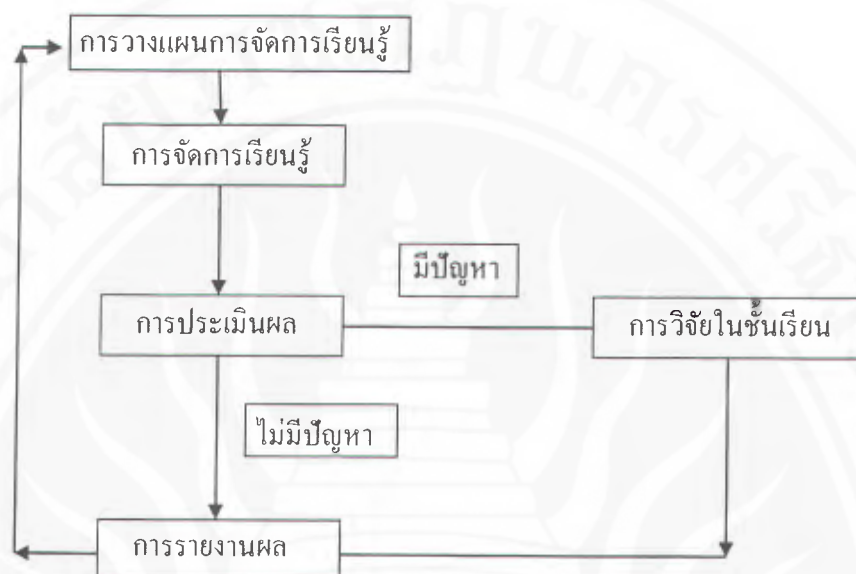 การวางแผนการจัดการเรียนรู้
การจัดการเรียนรู้
มีปัญหา
การประเมินผล
การวิจัยในชั้นเรียน
ไม่มีปัญหา
การรายงานผล